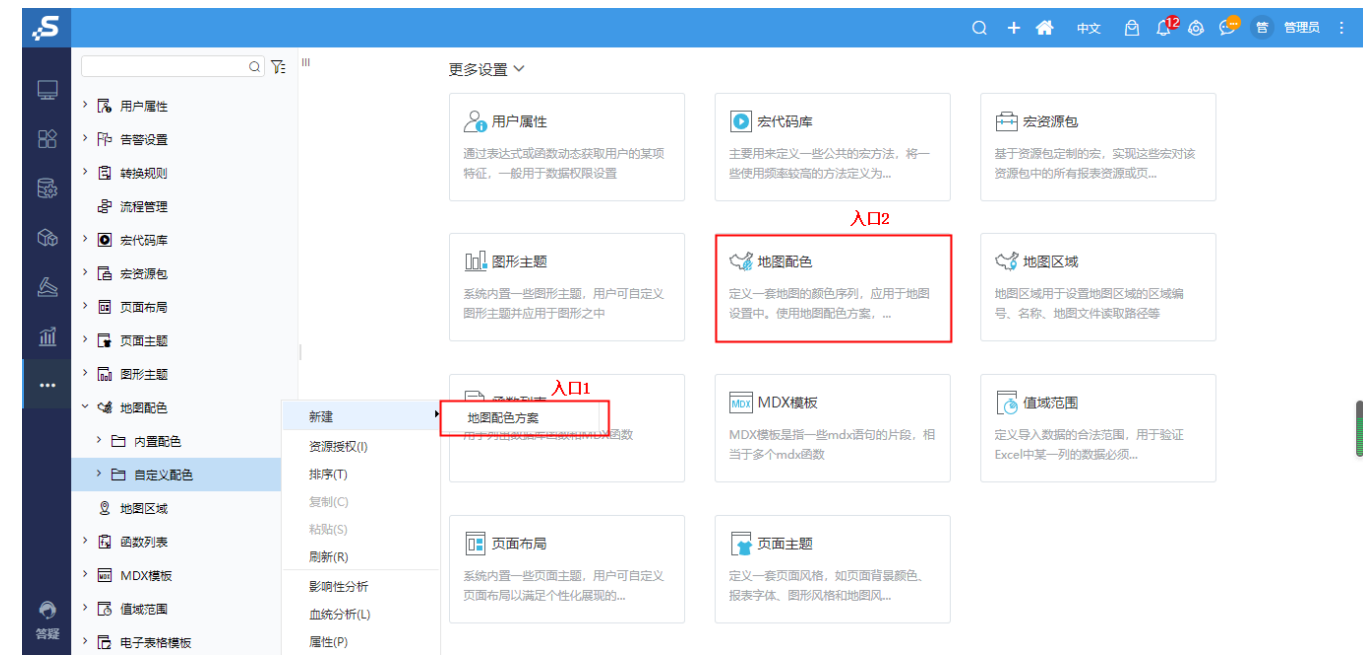 S
中文
12
管
管理员
更多设置
用户属性
告警设置
转换规则
流程管理
宏代码库
宏资源包
页面布局
页面主题
图形主题
地图配色
内置配色
自定义配色
地图区域
函数列表
MDX模板
值域范围
电子表格模板
答疑
用户属性
通过表达式或函数动态获取用户的某项
特征，一般用于数据权限设置
宏代码库
主要用来定义一些公共的宏方法，将一
些使用频率较高的方法定义为...
宏资源包
基于资源包定制的宏，实现这些宏对该
资源包中的所有报表资源或页...
入口2
图形主题
系统内置一些图形主题，用户可自定义
图形主题并应用于图形之中
地图配色
定义一套地图的颜色序列，应用于地图
设置中。使用地图配色方案，...
地图区域
地图区域用于设置地图区域的区域编
号、名称、地图文件读取路径等
入口1
新建
地图配色方案
资源授权(I)
排序(T)
复制(C)
粘贴(S)
刷新(R)
影响性分析
血统分析(L)
属性(P)
MDX
MDX模板
MDX模板是指一些mdx语句的片段，相
当于多个mdx函数
值域范围
定义导入数据的合法范围，用于验证
Excel中某一列的数据必须...
页面布局
系统内置一些页面主题，用户可自定义
页面布局以满足个性化展现的...
页面主题
定义一套页面风格，如页面背景颜色、
报表字体、图形风格和地图风...